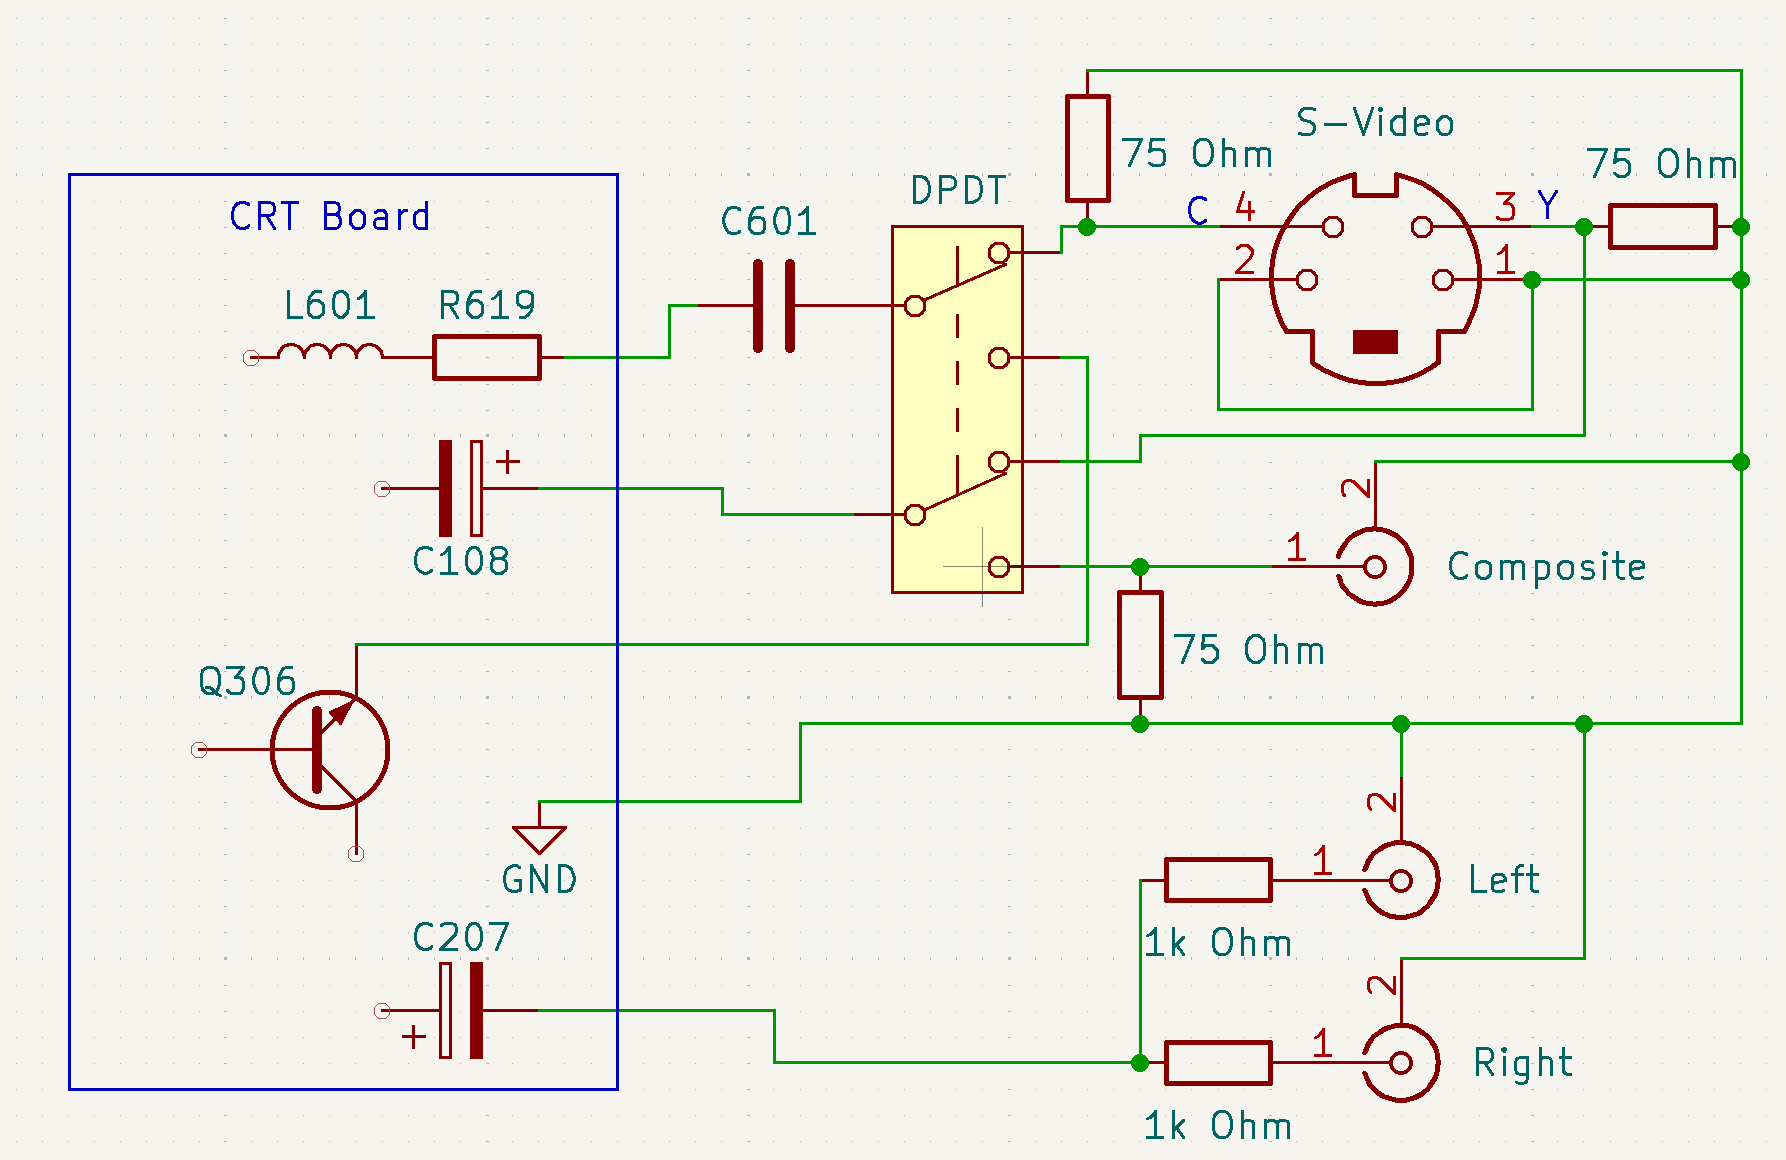 S-Video
75 Ohm
75 Ohm
DPDT
C 4
3 Y
CRT Board
C601
2
1
L601
R619
+
2
C108
1
Composite
75 Ohm
Q306
2
GND
1
Left
C207
1k Ohm
2
+
1
Right
1k Ohm